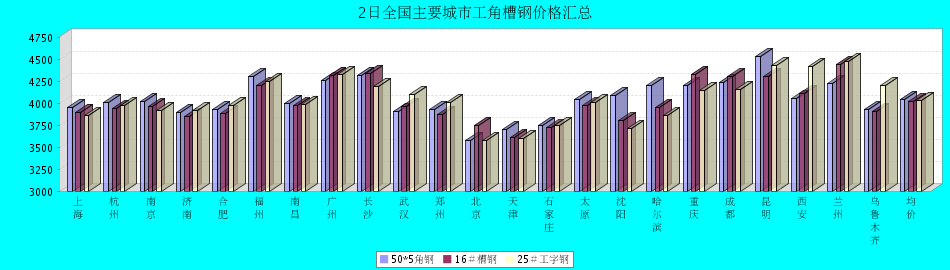 2日全国主要城市工角槽钢价格汇总
4750
4500
4250
4000
3750
3500
3250
3000
上海
杭州
南京
济南
合肥
福州
南昌
广州
长沙
武汉
郑州
北京
天津
石家庄
太原
沈阳
哈尔滨
重庆
成都
昆明
西安
兰州
乌鲁木齐
均价
50*5角钢 16#槽钢 25#工字钢